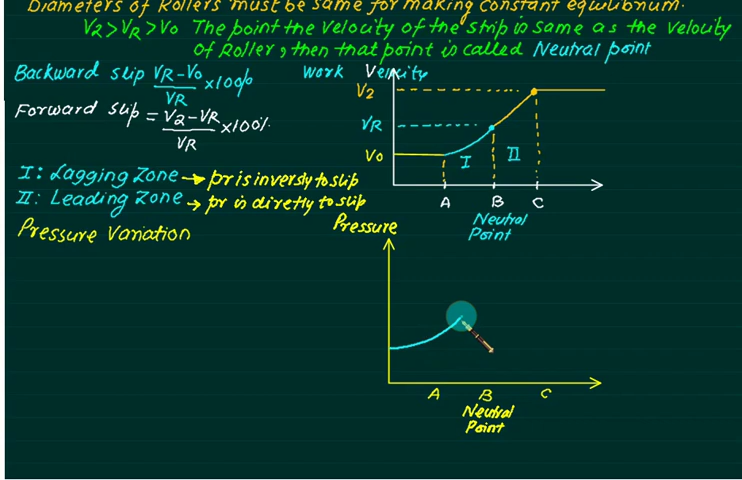 Diameters of Rollers must be same for making constant equilibrium.
V2 > VR > Vo The point the velocity of the strip is same as the velocity
of Roller, then that point is called Neutral point
Backward slip VR-Vo/VR ×100%
Forward slip = V2-VR/VR ×100%
I: Lagging Zone → pr is inversly to slip
II: Leading Zone → pr is directly to slip
Pressure Variation
Work Velocity
V2
VR
Vo
I II
A B C
Neutral
Point
Pressure
A B C
Neutral
Point